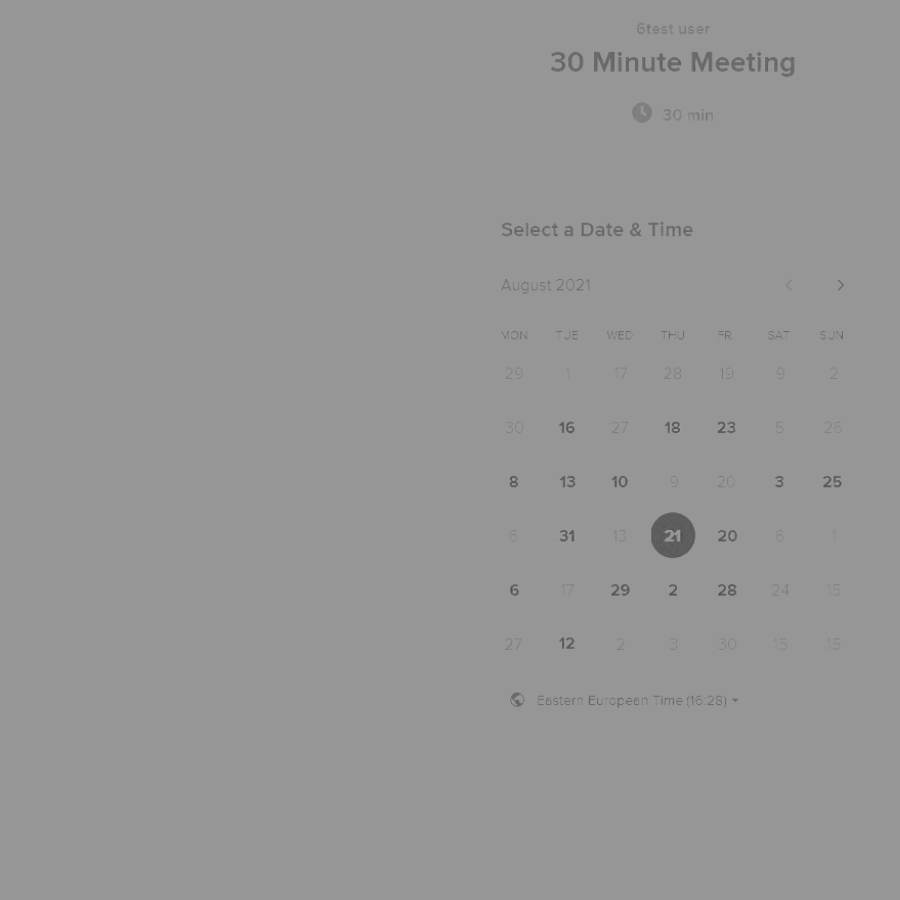 6test user
30 Minute Meeting
30 min
Select a Date & Time
August 2021
MON TUE WED THU FRI SAT SUN
29 1 17 28 19 9 2
30 16 27 18 23 5 26
8 13 10 9 20 3 25
6 31 13 21 20 6 1
6 17 29 2 28 24 15
27 12 2 3 30 15 15
Eastern European Time (16:28)